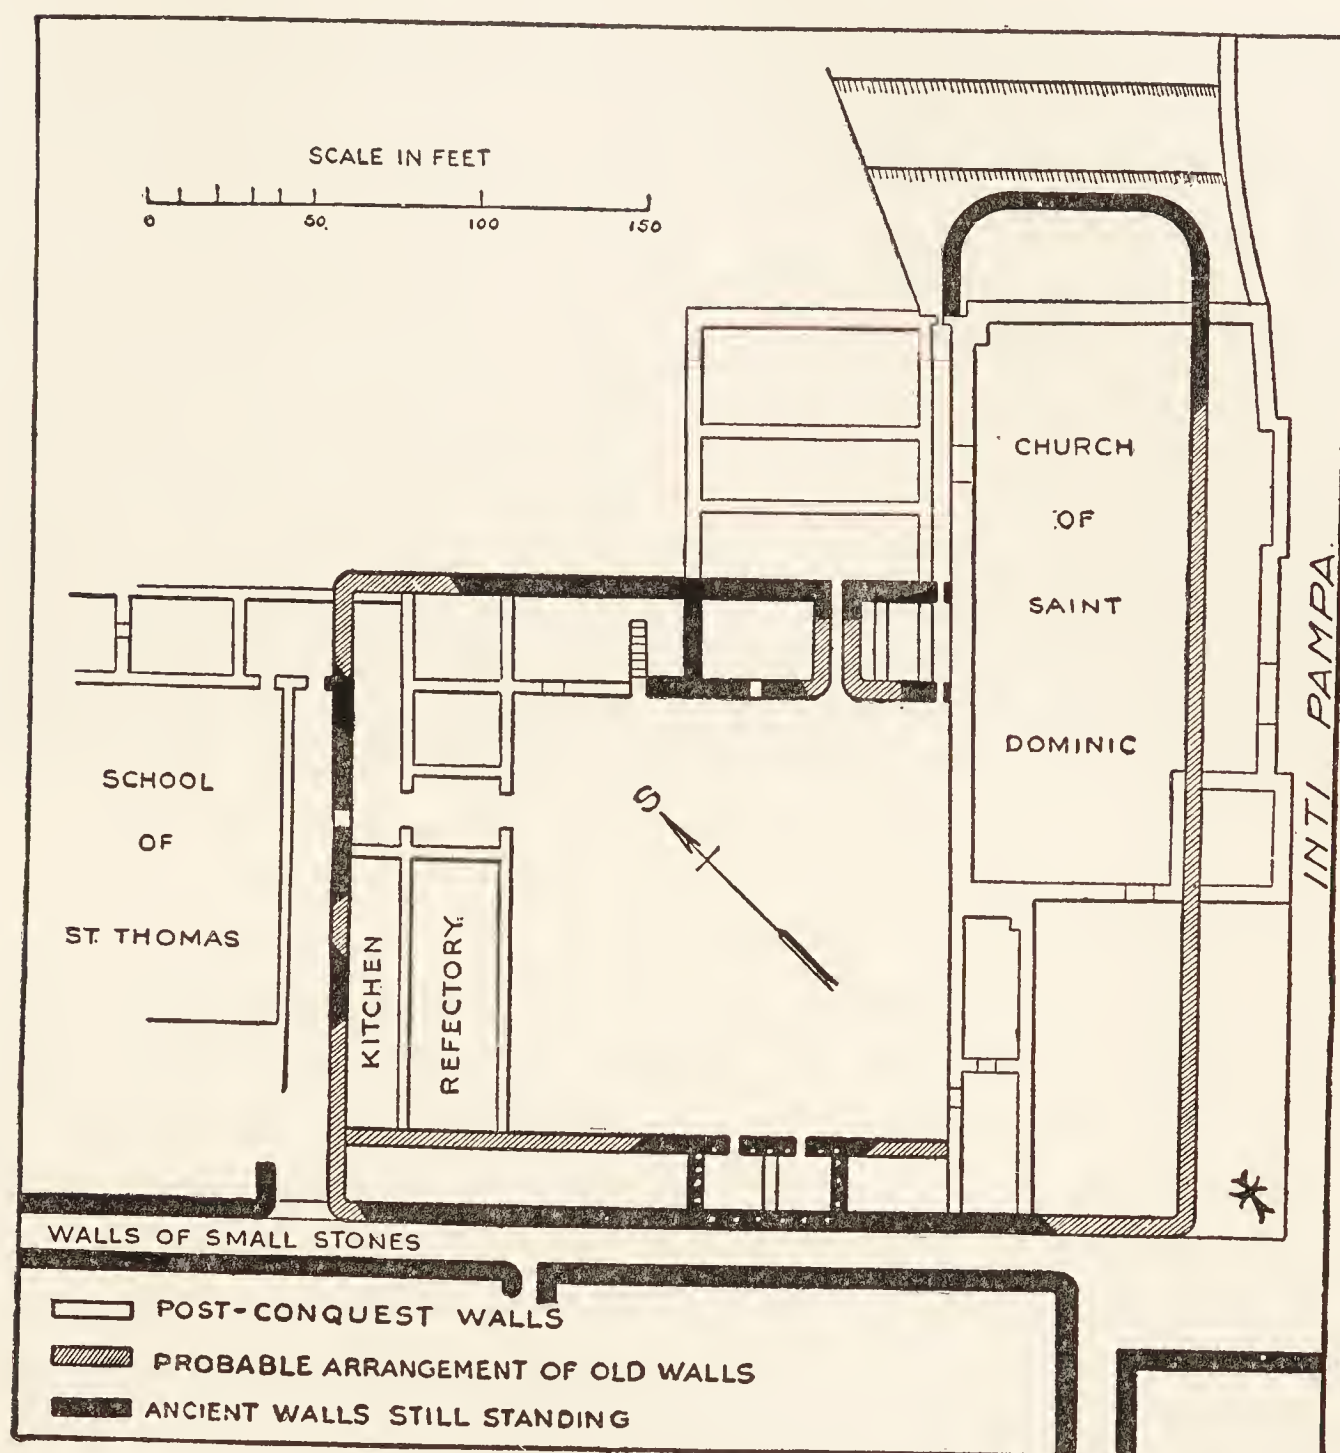 SCALE IN FEET
0 50. 100 150
CHURCH
OF
SAINT
DOMINIC
INTI PAMPA.
S
SCHOOL
OF
ST. THOMAS
KITCHEN
REFECTORY.
WALLS OF SMALL STONES
POST-CONQUEST WALLS
PROBABLE ARRANGEMENT OF OLD WALLS
ANCIENT WALLS STILL STANDING